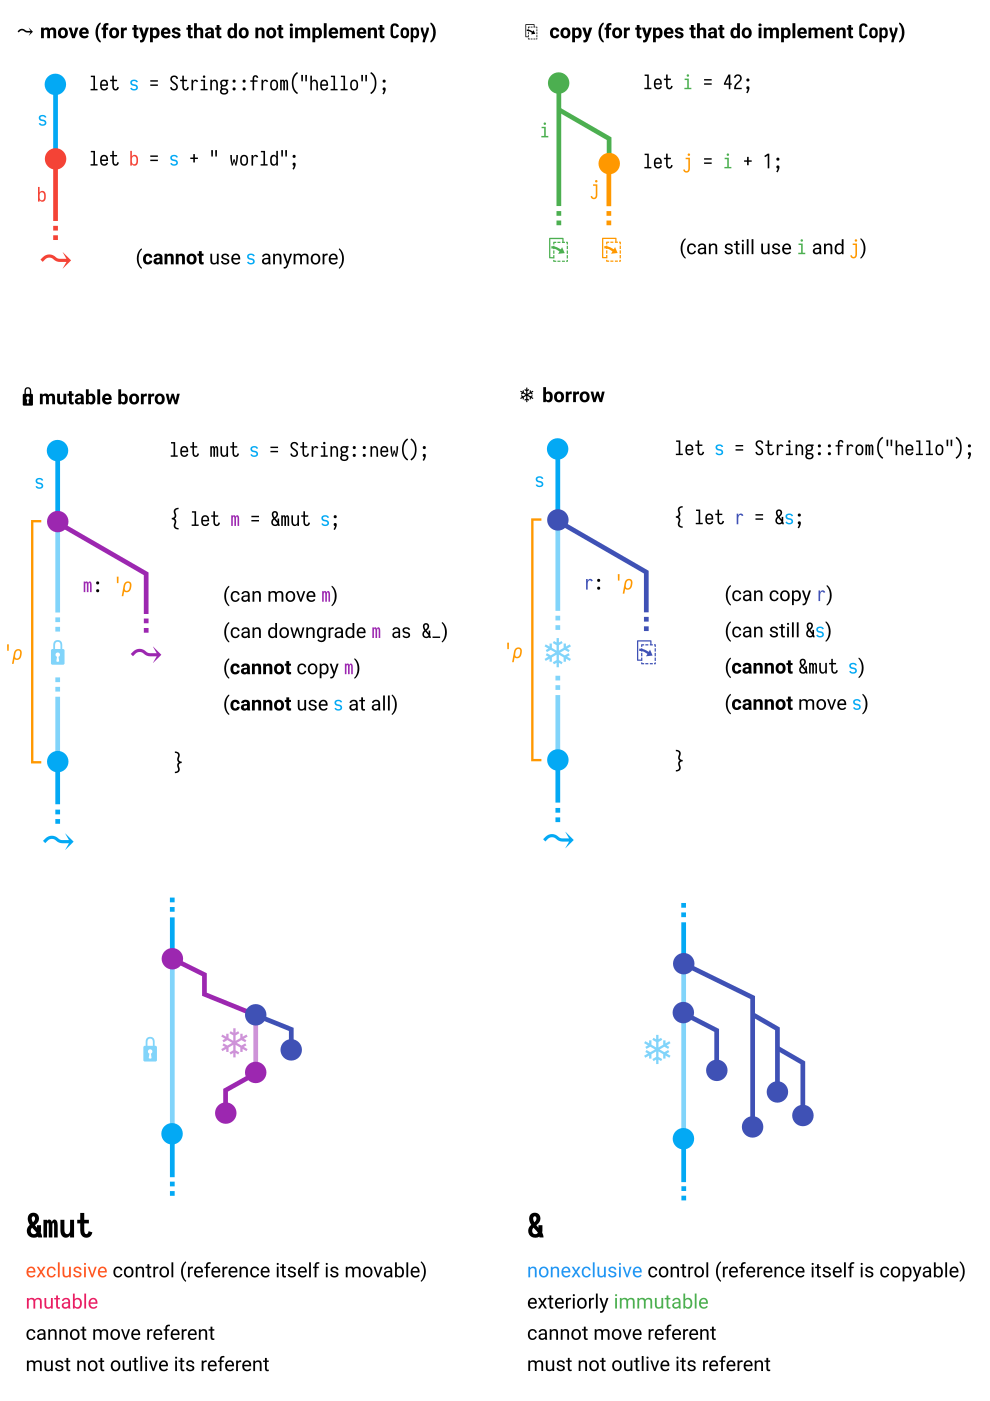 ⤳ move (for types that do not implement Copy)
let s = String::from("hello");
s
let b = s + " world";
b
(cannot use s anymore)
copy (for types that do implement Copy)
let i = 42;
i
let j = i + 1;
j
(can still use i and j)
mutable borrow
let mut s = String::new();
s
{ let m = &mut s;
m: 'ρ
(can move m)
(can downgrade m as &_)
'ρ
(cannot copy m)
(cannot use s at all)
}
❄ borrow
let s = String::from("hello");
s
{ let r = &s;
r: 'ρ
(can copy r)
(can still &s)
'ρ
(cannot &mut s)
(cannot move s)
}
&mut
exclusive control (reference itself is movable)
mutable
cannot move referent
must not outlive its referent
&
nonexclusive control (reference itself is copyable)
exteriorly immutable
cannot move referent
must not outlive its referent